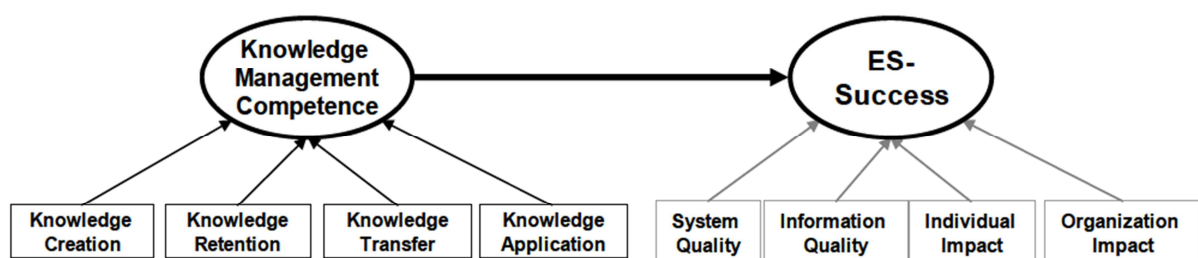 Knowledge
Management
Competence
ES-
Success
Knowledge
Creation
Knowledge
Retention
Knowledge
Transfer
Knowledge
Application
System
Quality
Information
Quality
Individual
Impact
Organization
Impact